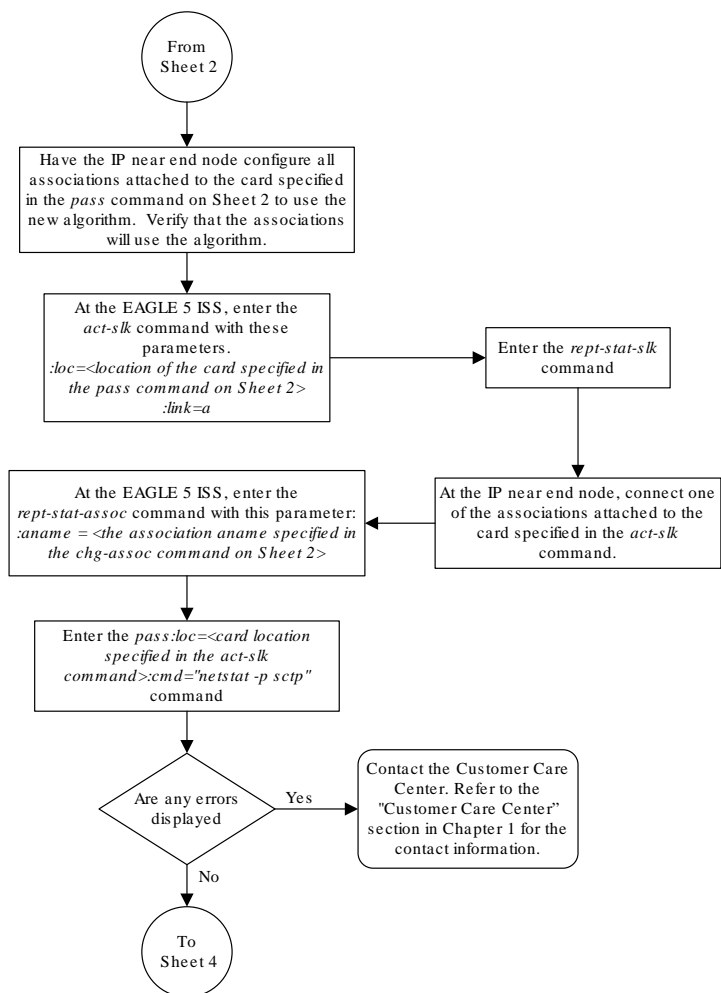 From
Sheet 2
Have the IP near end node configure all
associations attached to the card specified
in the pass command on Sheet 2 to use the
new algorithm. Verify that the associations
will use the algorithm.
At the EAGLE 5 ISS, enter the
act-slk command with these
parameters.
:loc=<location of the card specified in
the pass command on Sheet 2>
:link=a
Enter the rept-stat-slk
command
At the IP near end node, connect one
of the associations attached to the
card specified in the act-slk
command.
At the EAGLE 5 ISS, enter the
rept-stat-assoc command with this parameter:
:aname = <the association aname specified in
the chg-assoc command on Sheet 2>
Enter the pass:loc=<card location
specified in the act-slk
command>:cmd="netstat -p sctp"
command
Are any errors
displayed
Yes
Contact the Customer Care
Center. Refer to the
"Customer Care Center”
section in Chapter 1 for the
contact information.
No
To
Sheet 4